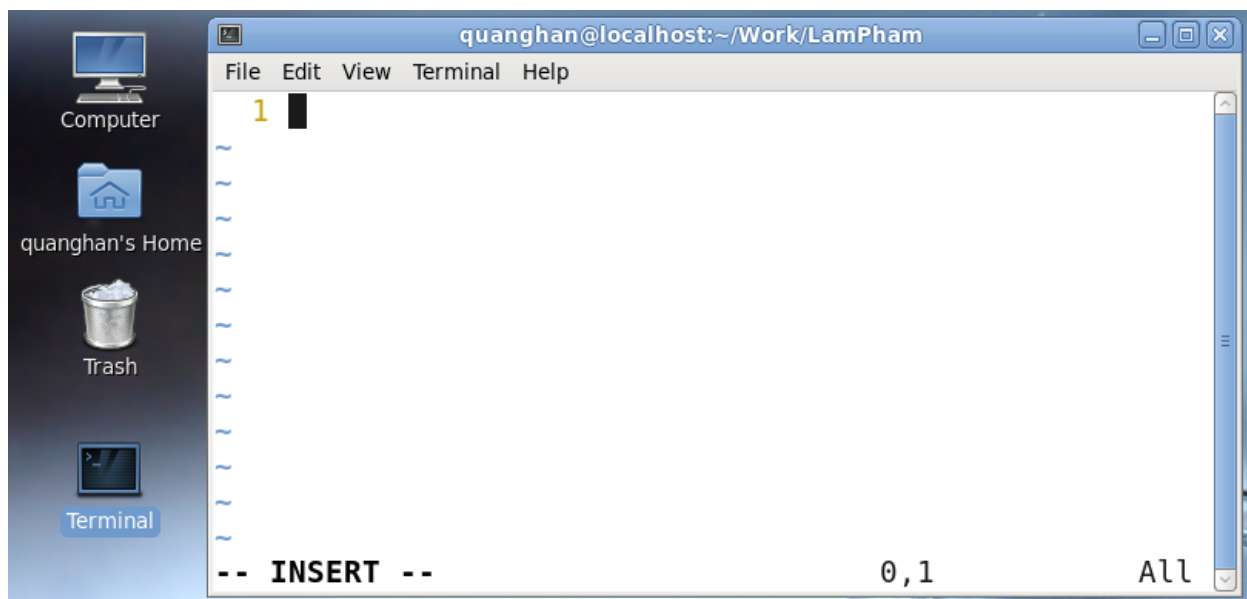 Computer
quanghan's Home
Trash
Terminal
quanghan@localhost:~/Work/LamPham
File Edit View Terminal Help
1
~
~
~
~
~
~
~
~
~
~
~
~
-- INSERT -- 0,1 All